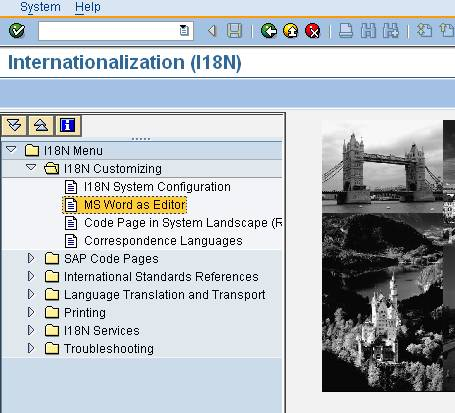 System Help
Internationalization (I18N)
I18N Menu
I18N Customizing
I18N System Configuration
MS Word as Editor
Code Page in System Landscape (R
Correspondence Languages
SAP Code Pages
International Standards References
Language Translation and Transport
Printing
I18N Services
Troubleshooting